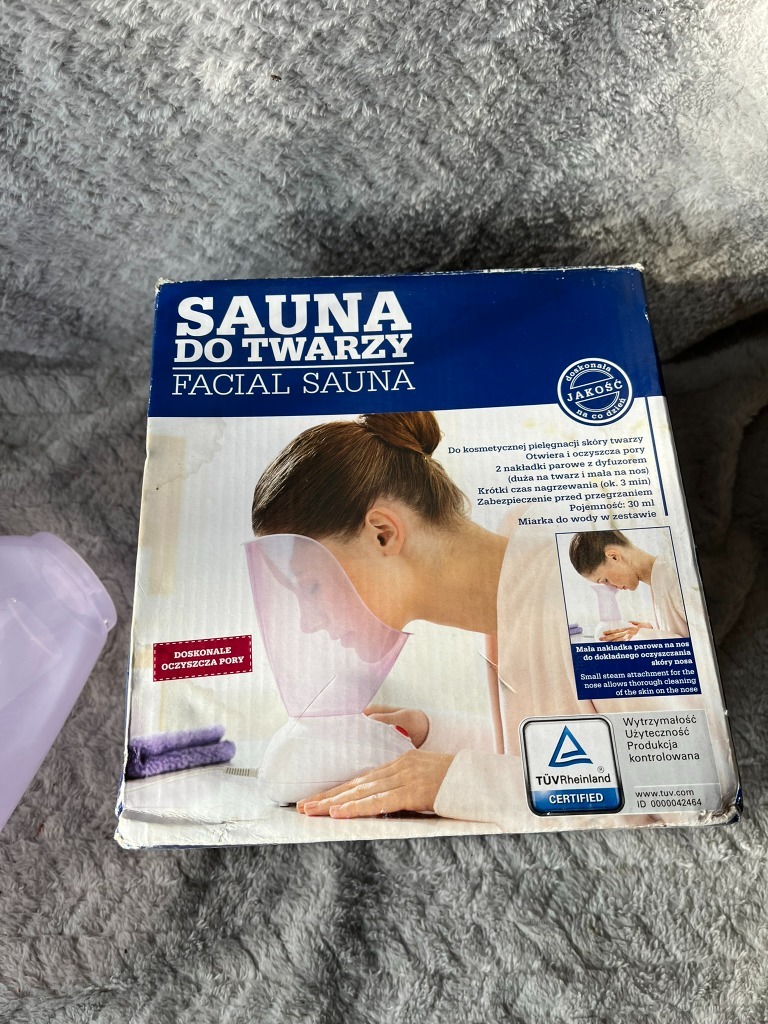 SAUNA
DO TWARZY
FACIAL SAUNA
doskonała
JAKOŚĆ
na co dzień
Do kosmetycznej pielęgnacji skóry twarzy
Otwiera i oczyszcza pory
2 nakładki parowe z dyfuzorem
(duża na twarz i mała na nos)
Krótki czas nagrzewania (ok. 3 min)
Zabezpieczenie przed przegrzaniem
Pojemność: 30 ml
Miarka do wody w zestawie
DOSKONALE
OCZYSZCZA PORY
Mała nakładka parowa na nos
do dokładnego oczyszczania
skóry nosa
Small steam attachment for the
nose allows thorough cleaning
of the skin on the nose
TÜVRheinland®
CERTIFIED
Wytrzymałość
Użyteczność
Produkcja
kontrolowana
www.tuv.com
ID 0000042464